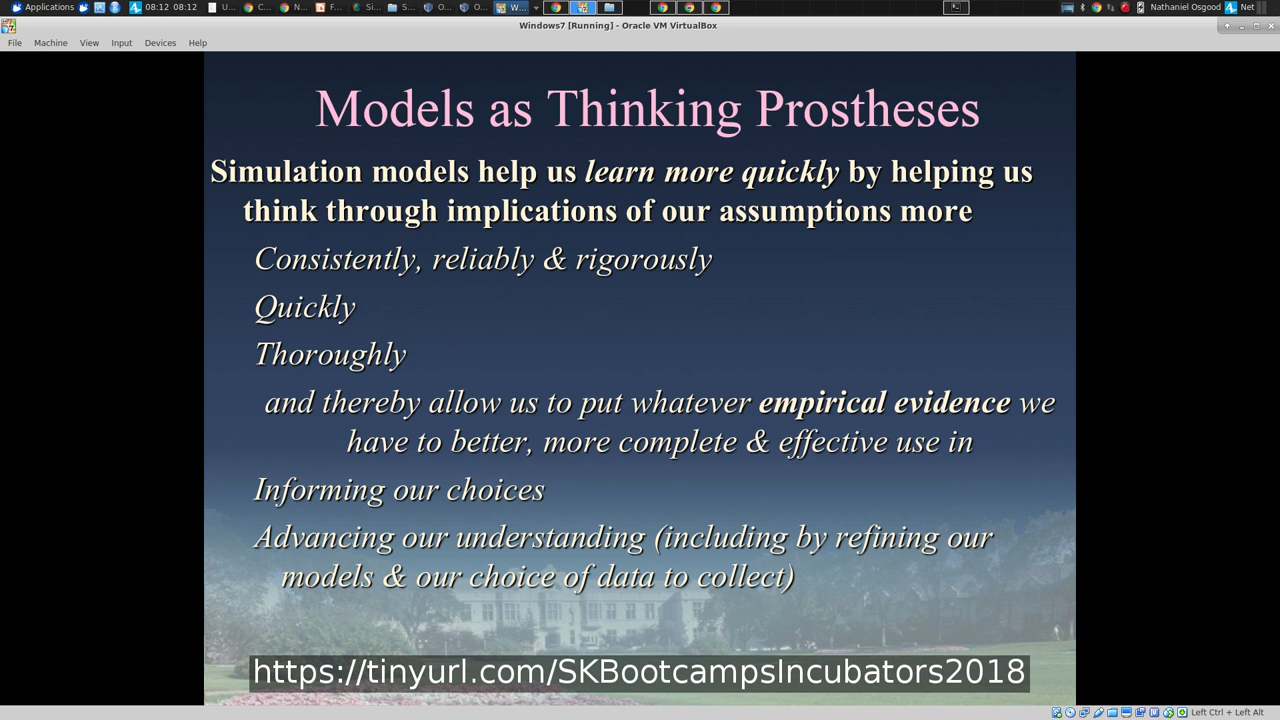 Applications
08:12 08:12
U...
C...
N...
F...
Si...
S...
O...
O...
W...
Nathaniel Osgood
Net
Windows7 [Running] - Oracle VM VirtualBox
File Machine View Input Devices Help
Models as Thinking Prostheses
Simulation models help us learn more quickly by helping us
think through implications of our assumptions more
Consistently, reliably & rigorously
Quickly
Thoroughly
and thereby allow us to put whatever empirical evidence we
have to better, more complete & effective use in
Informing our choices
Advancing our understanding (including by refining our
models & our choice of data to collect)
https://tinyurl.com/SKBootcampsIncubators2018
Left Ctrl + Left Alt